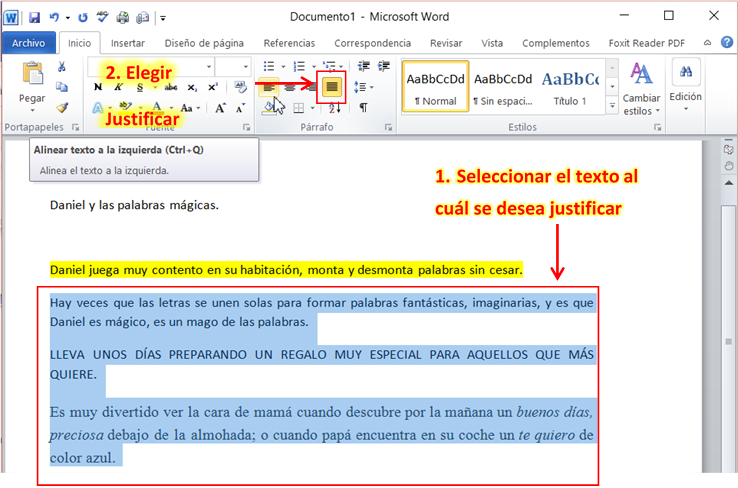 Documento1 - Microsoft Word
Archivo Inicio Insertar Diseño de página Referencias Correspondencia Revisar Vista Complementos Foxit Reader PDF
2. Elegir
Justificar
Pegar
N K S abc x₂ x²
A ab A Aa A A
AaBbCcDd AaBbCcDd AaBbCc
¶ Normal ¶ Sin espaci... Título 1
Cambiar estilos
Edición
Portapapeles Fuente Párrafo Estilos
Alinear texto a la izquierda (Ctrl+Q)
Alinea el texto a la izquierda.
1. Seleccionar el texto al
cuál se desea justificar
Daniel y las palabras mágicas.
Daniel juega muy contento en su habitación, monta y desmonta palabras sin cesar.
Hay veces que las letras se unen solas para formar palabras fantásticas, imaginarias, y es que
Daniel es mágico, es un mago de las palabras.
LLEVA UNOS DÍAS PREPARANDO UN REGALO MUY ESPECIAL PARA AQUELLOS QUE MÁS
QUIERE.
Es muy divertido ver la cara de mamá cuando descubre por la mañana un buenos días,
preciosa debajo de la almohada; o cuando papá encuentra en su coche un te quiero de
color azul.